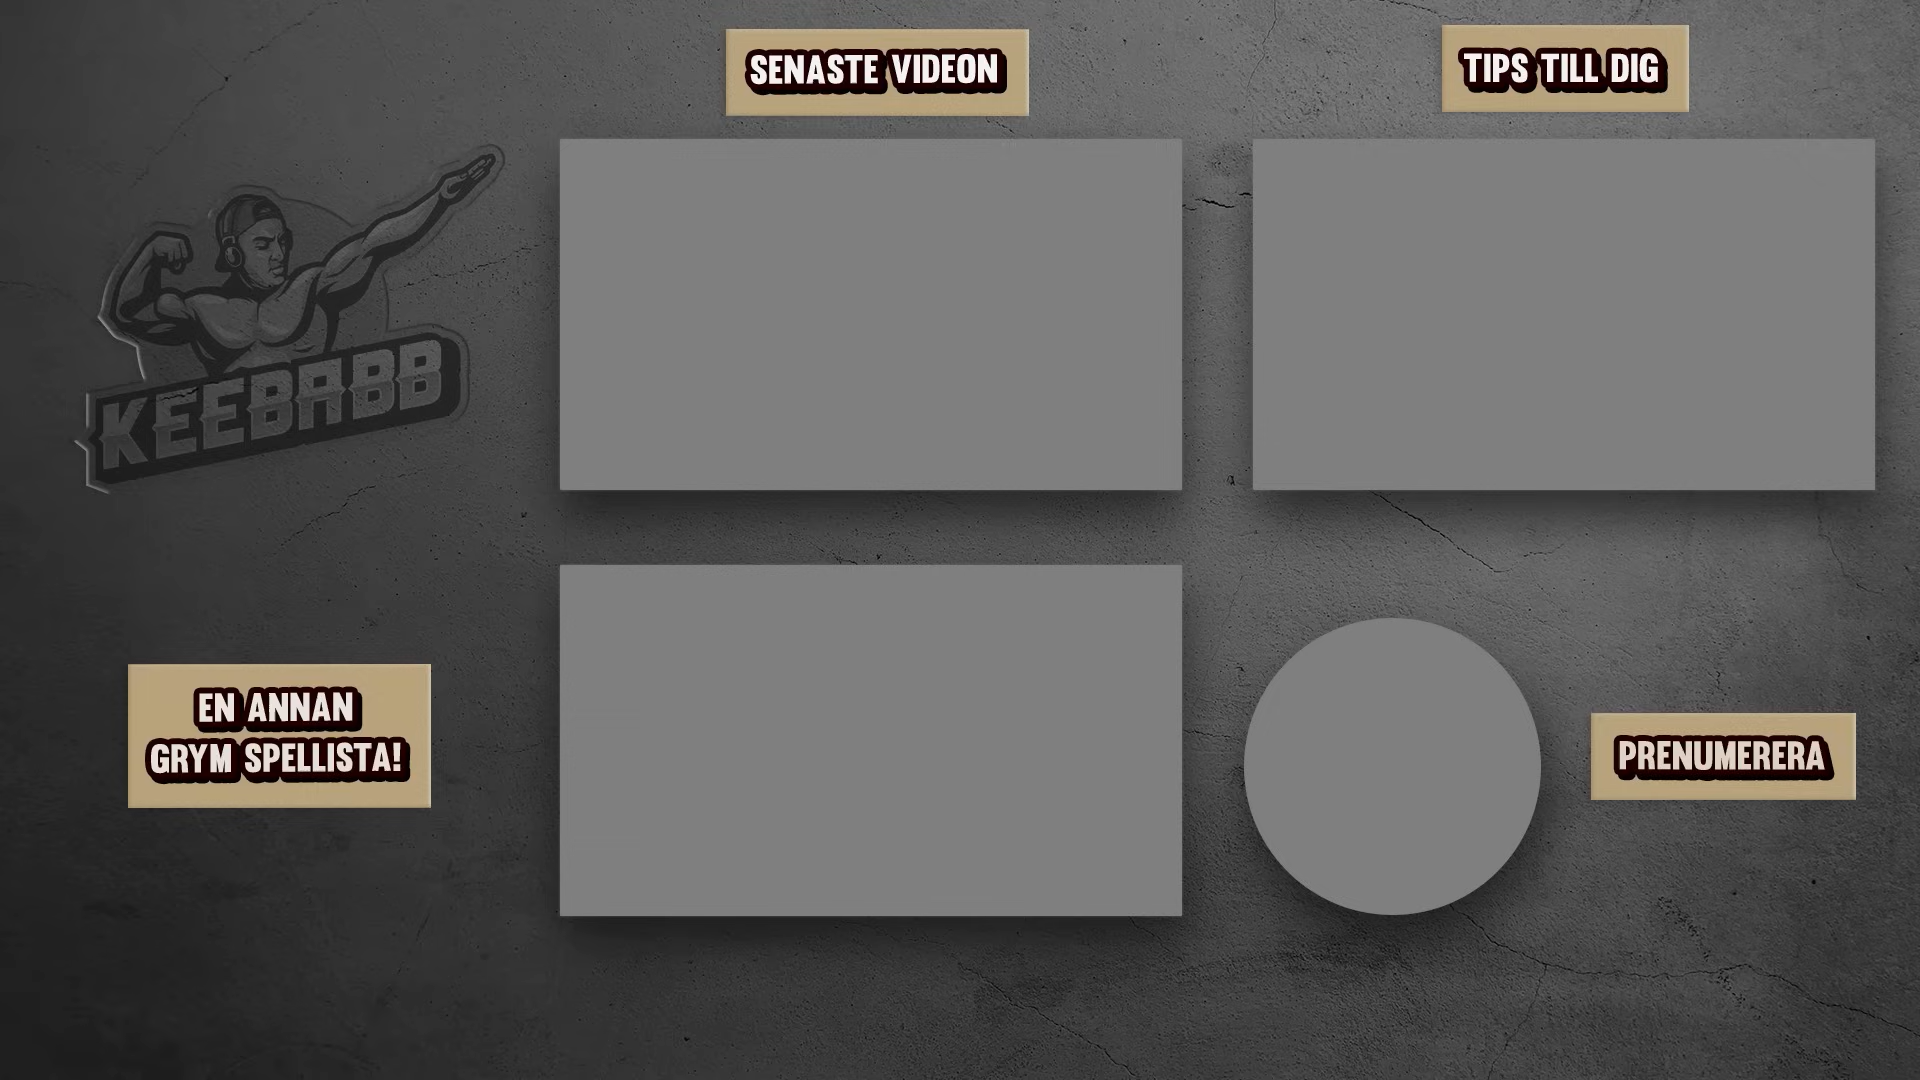 SENASTE VIDEON
TIPS TILL DIG
KEEBABB
EN ANNAN
GRYM SPELLISTA!
PRENUMERERA